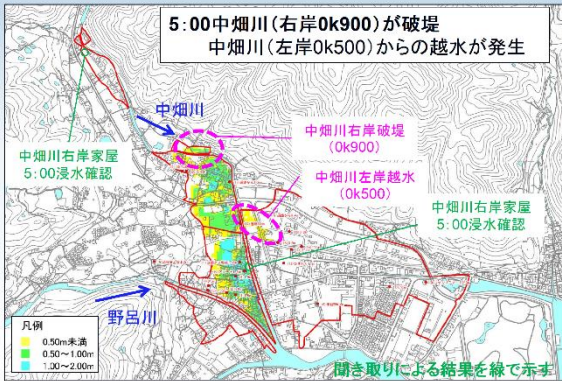 5:00中畑川(右岸0k900)が破堤
中畑川(左岸0k500)からの越水が発生
中畑川
中畑川右岸破堤
(0k900)
中畑川右岸家屋
5:00浸水確認
中畑川左岸越水
(0k500)
中畑川右岸家屋
5:00浸水確認
野呂川
凡例
0.50m未満
0.50～1.00m
1.00～2.00m
聞き取りによる結果を緑で示す